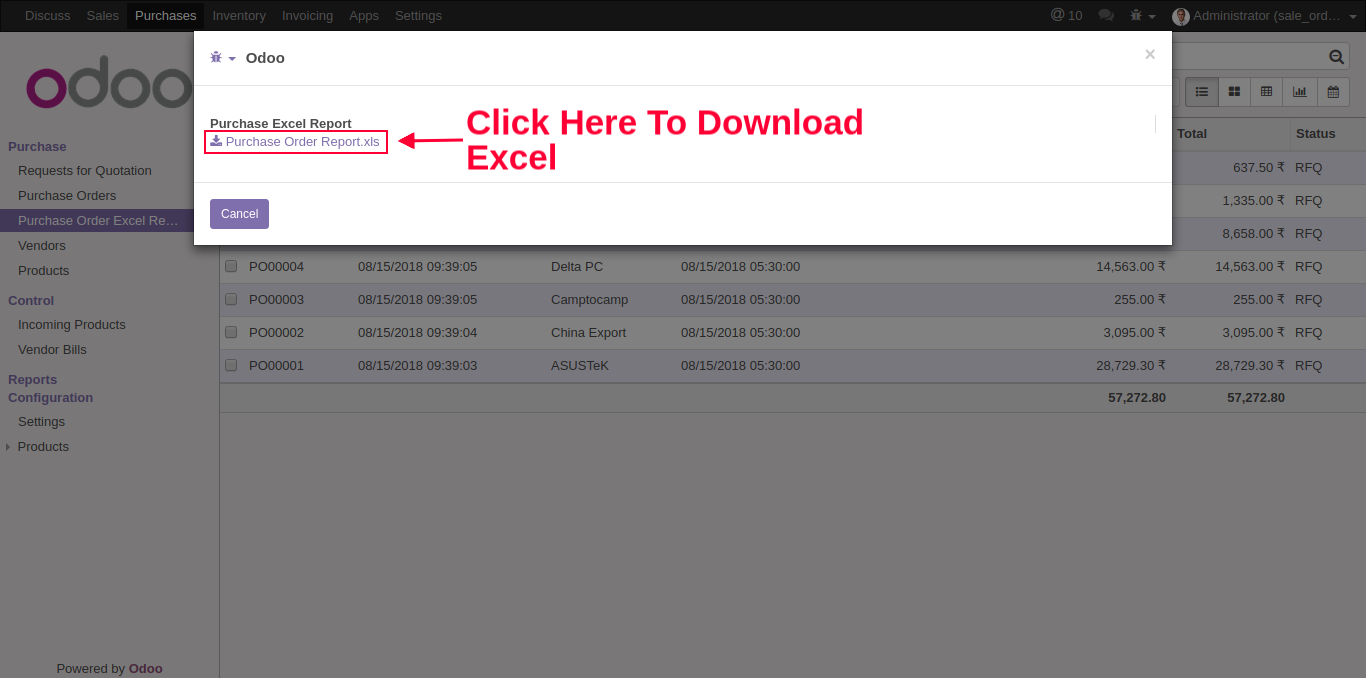 Discuss Sales Purchases Inventory Invoicing Apps Settings @ 10 Administrator (sale_ord...
Odoo ×
odoo
Purchase Excel Report
Purchase Order Report.xls
Click Here To Download
Excel
Cancel
Purchase
Requests for Quotation
Purchase Orders
Purchase Order Excel Re...
Vendors
Products
Control
Incoming Products
Vendor Bills
Reports
Configuration
Settings
Products
Powered by Odoo
Total Status
637.50 ₹ RFQ
1,335.00 ₹ RFQ
8,658.00 ₹ RFQ
PO00004 08/15/2018 09:39:05 Delta PC 08/15/2018 05:30:00 14,563.00 ₹ 14,563.00 ₹ RFQ
PO00003 08/15/2018 09:39:05 Camptocamp 08/15/2018 05:30:00 255.00 ₹ 255.00 ₹ RFQ
PO00002 08/15/2018 09:39:04 China Export 08/15/2018 05:30:00 3,095.00 ₹ 3,095.00 ₹ RFQ
PO00001 08/15/2018 09:39:03 ASUSTeK 08/15/2018 05:30:00 28,729.30 ₹ 28,729.30 ₹ RFQ
57,272.80 57,272.80